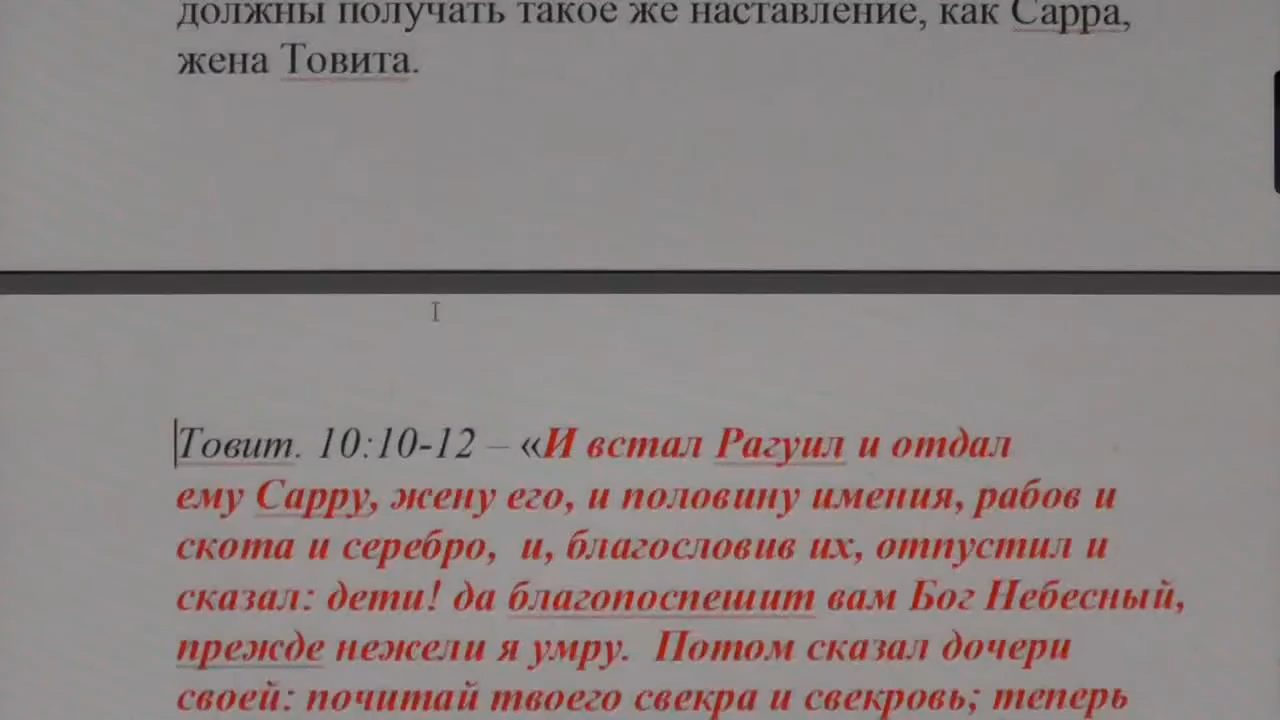 должны получать такое же наставление, как Сарра,
жена Товита.
Товит. 10:10-12 – «И встал Рагуил и отдал
ему Сарру, жену его, и половину имения, рабов и
скота и серебро, и, благословив их, отпустил и
сказал: дети! да благопоспешит вам Бог Небесный,
прежде нежели я умру. Потом сказал дочери
своей: почитай твоего свекра и свекровь; теперь